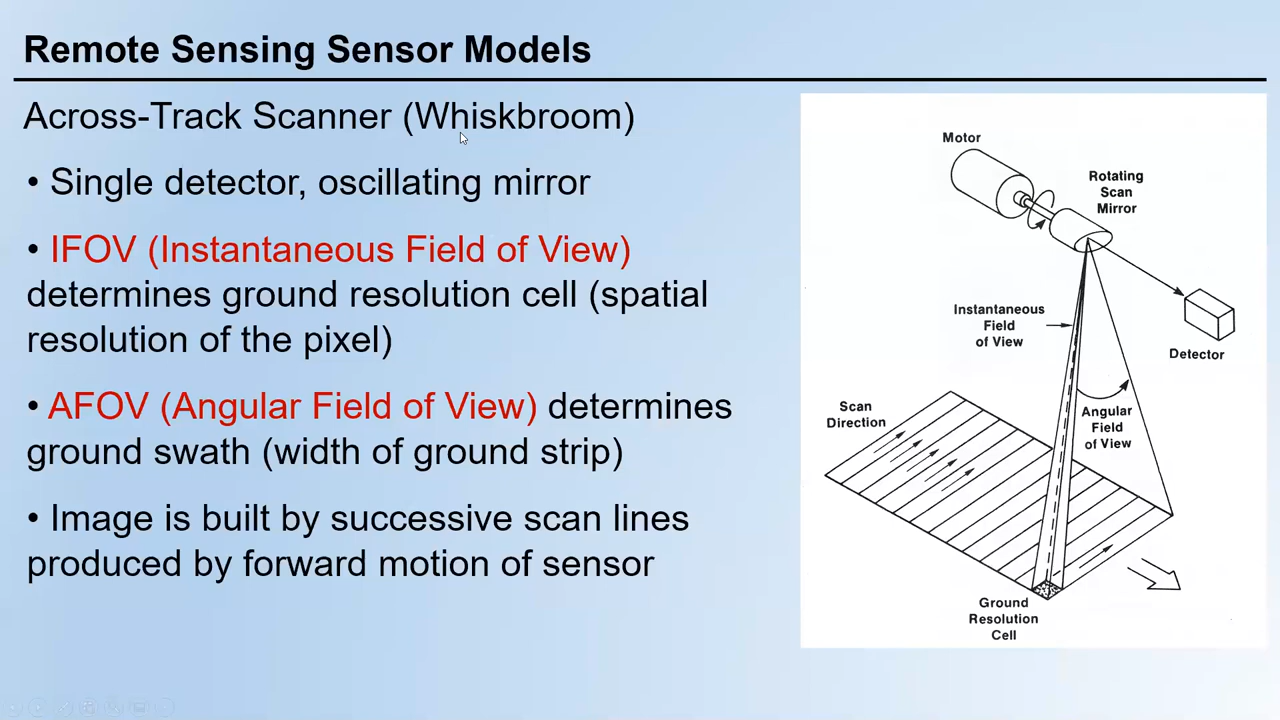 Remote Sensing Sensor Models
Across-Track Scanner (Whiskbroom)
• Single detector, oscillating mirror
• IFOV (Instantaneous Field of View)
determines ground resolution cell (spatial
resolution of the pixel)
• AFOV (Angular Field of View) determines
ground swath (width of ground strip)
• Image is built by successive scan lines
produced by forward motion of sensor
Motor
Rotating
Scan
Mirror
Instantaneous
Field
of View
Detector
Scan
Direction
Angular
Field
of View
Ground
Resolution
Cell